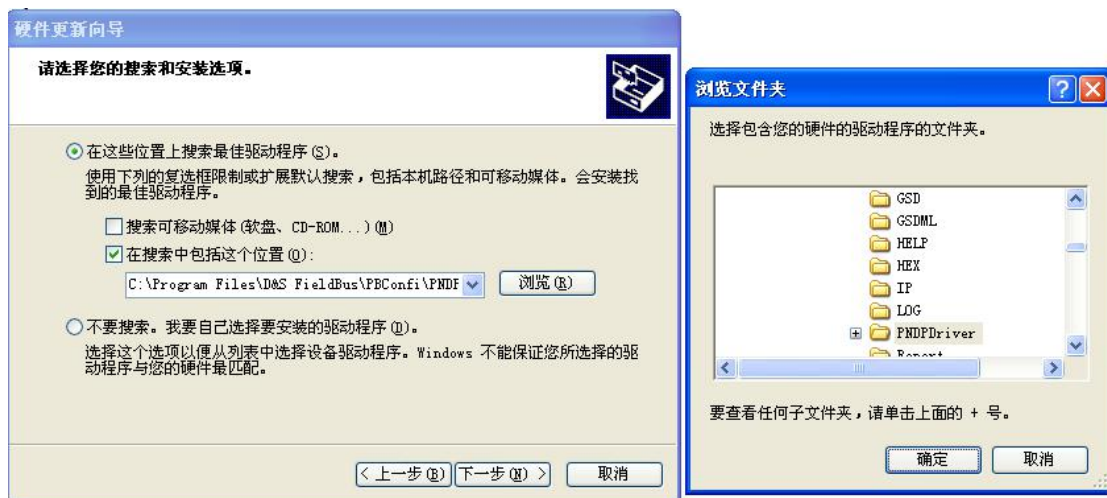 硬件更新向导
请选择您的搜索和安装选项。
在这些位置上搜索最佳驱动程序(S)。
使用下列的复选框限制或扩展默认搜索，包括本机路径和可移动媒体。会安装找
到的最佳驱动程序。
搜索可移动媒体(软盘、CD-ROM...)(M)
在搜索中包括这个位置(O):
C:\Program Files\D&S FieldBus\PBConfi\PNDF
浏览(R)
不要搜索。我要自己选择要安装的驱动程序(D)。
选择这个选项以便从列表中选择设备驱动程序。Windows 不能保证您所选择的驱
动程序与您的硬件最匹配。
< 上一步(B)
下一步(N) >
取消
浏览文件夹
选择包含您的硬件的驱动程序的文件夹。
GSD
GSDML
HELP
HEX
IP
LOG
PNDPDriver
Report
要查看任何子文件夹，请单击上面的 + 号。
确定
取消